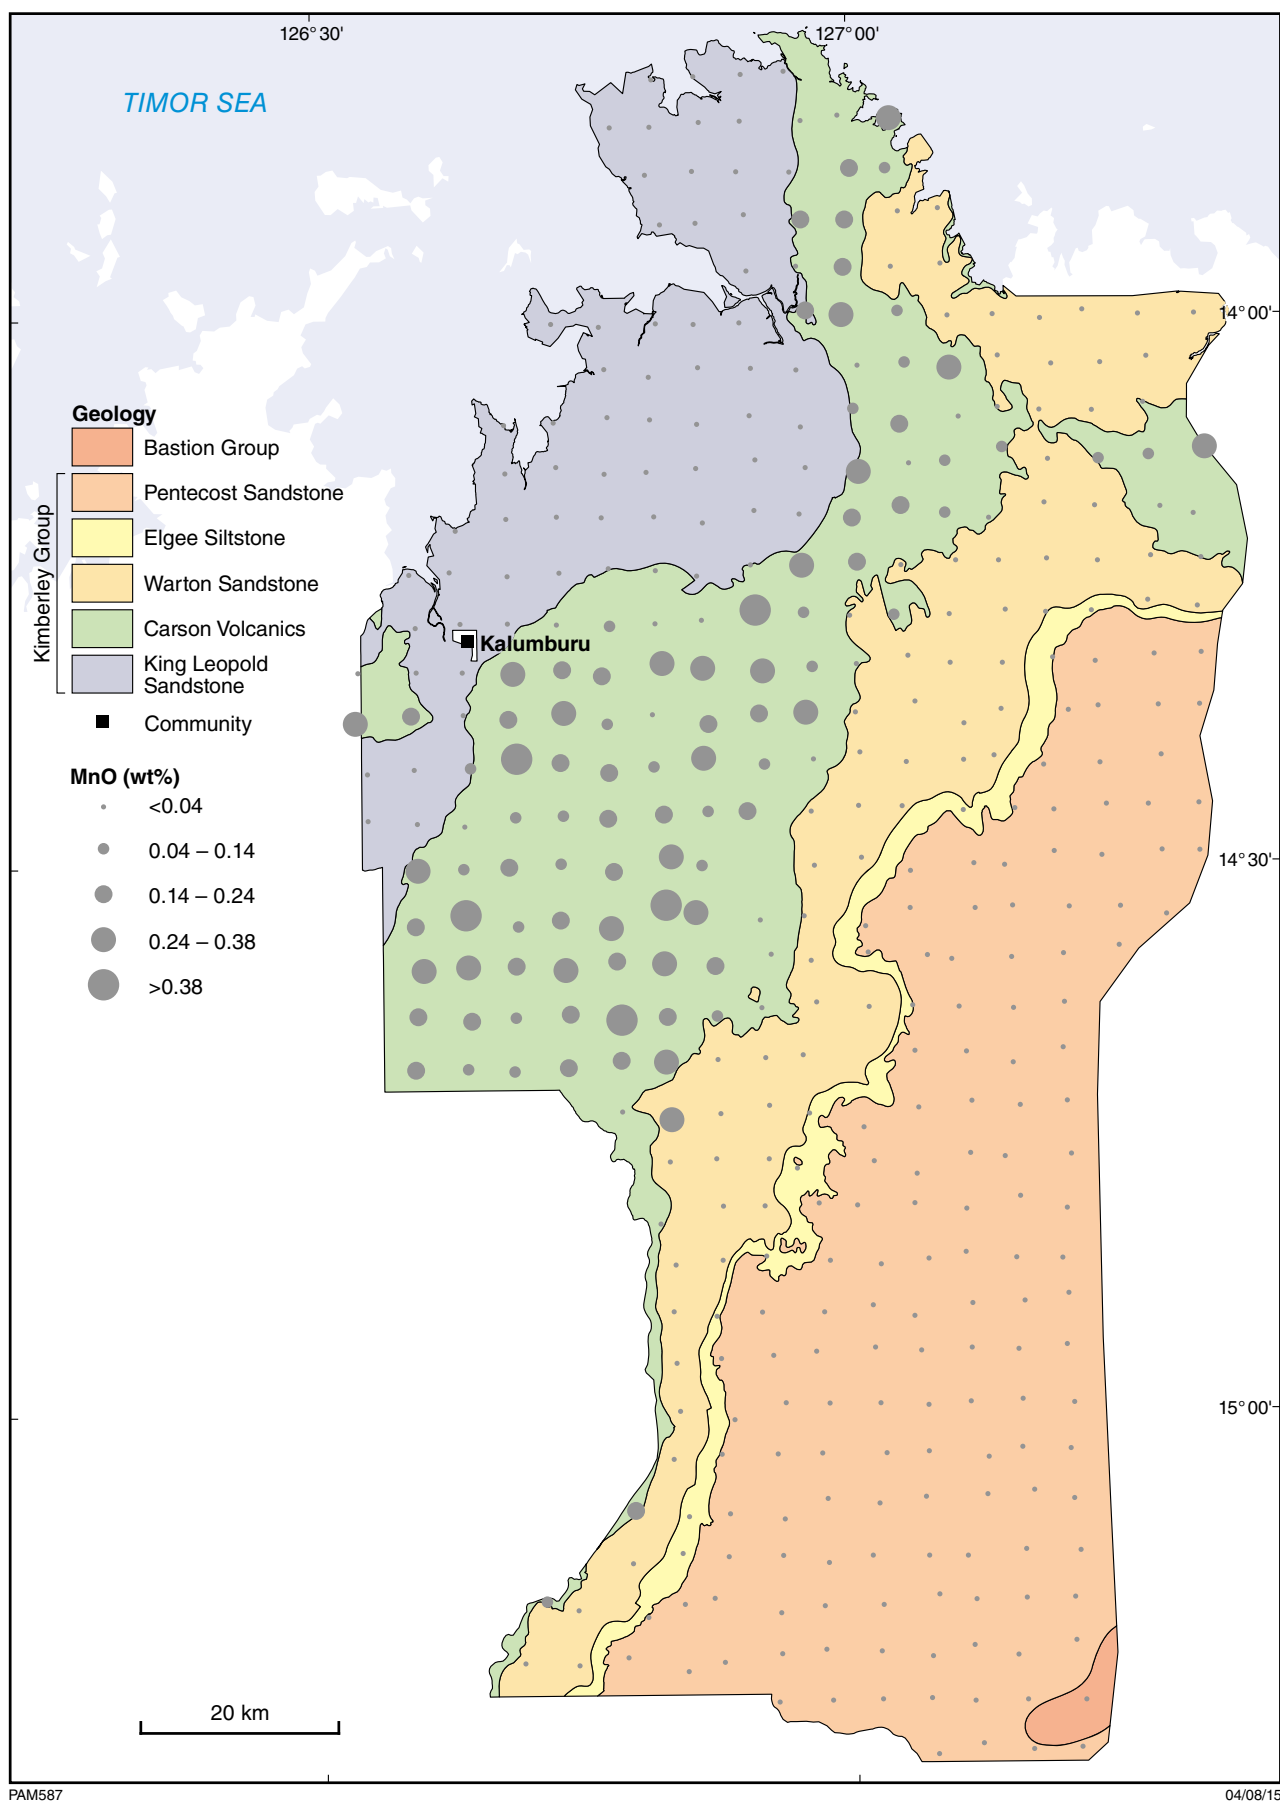 126°30'
127°00'
TIMOR SEA
14°00'
Geology
Bastion Group
Kimberley Group
Pentecost Sandstone
Elgee Siltstone
Warton Sandstone
Carson Volcanics
King Leopold
Sandstone
Community
Kalumburu
MnO (wt%)
<0.04
0.04 – 0.14
0.14 – 0.24
0.24 – 0.38
>0.38
14°30'
15°00'
20 km
PAM587
04/08/15